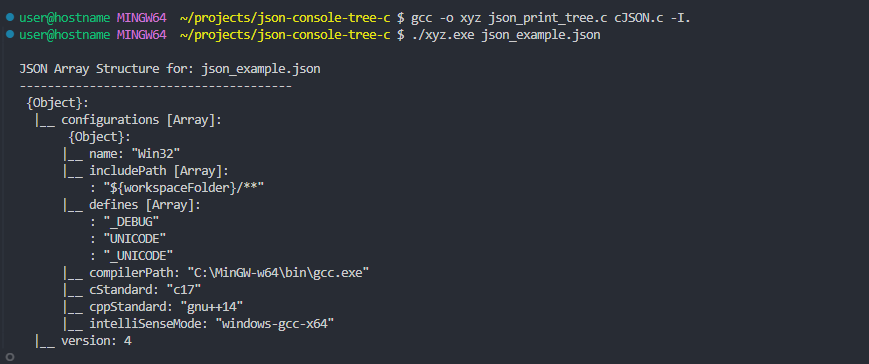 user@hostname MINGW64 ~/projects/json-console-tree-c $ gcc -o xyz json_print_tree.c cJSON.c -I.
user@hostname MINGW64 ~/projects/json-console-tree-c $ ./xyz.exe json_example.json
JSON Array Structure for: json_example.json
---------------------------------------
{Object}:
|__ configurations [Array]:
{Object}:
|__ name: "Win32"
|__ includePath [Array]:
: "${workspaceFolder}/**"
|__ defines [Array]:
: "_DEBUG"
: "UNICODE"
: "_UNICODE"
|__ compilerPath: "C:\MinGW-w64\bin\gcc.exe"
|__ cStandard: "c17"
|__ cppStandard: "gnu++14"
|__ intelliSenseMode: "windows-gcc-x64"
|__ version: 4